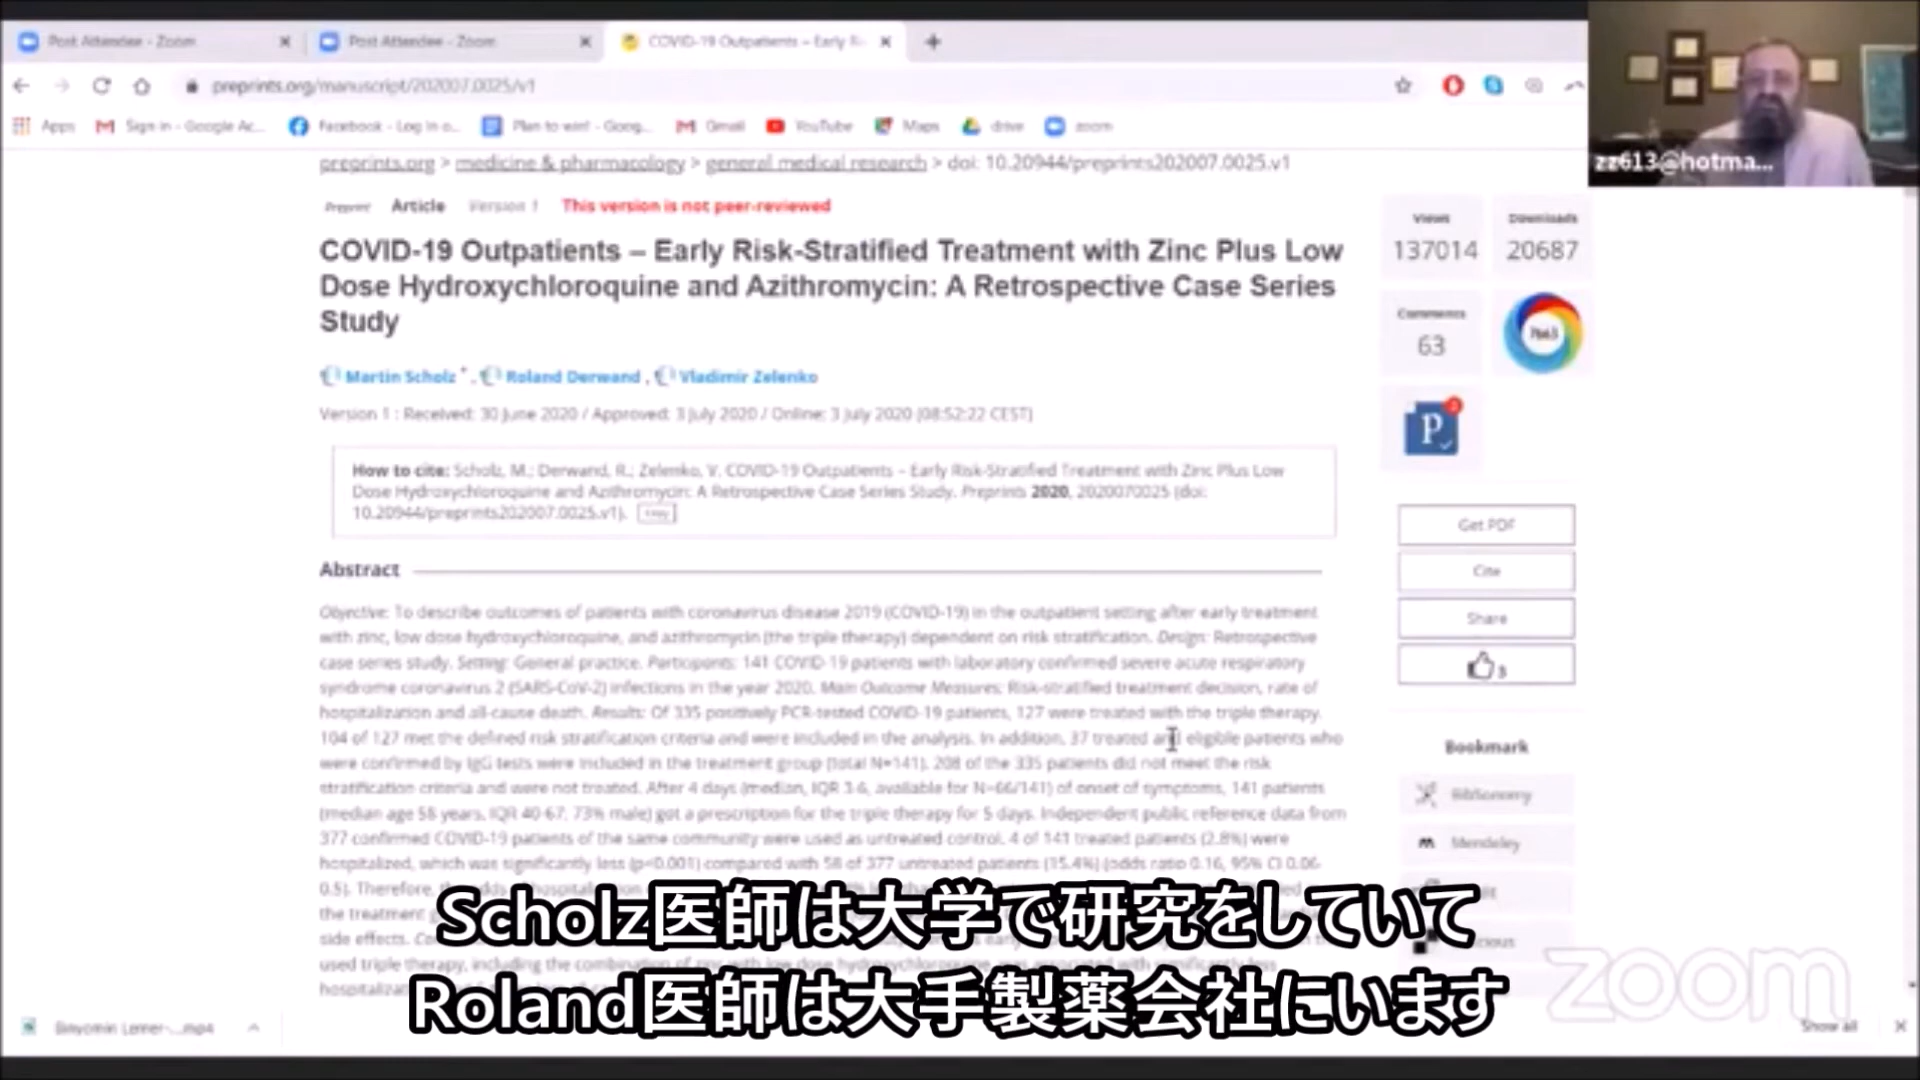 Post Attendee - Zoom
Post Attendee - Zoom
COVID-19 Outpatients – Early R
preprints.org/manuscript/202007.0025/v1
Apps
Sign in - Google Ac...
Facebook - Log In o...
Plan to win! - Goog...
Gmail
YouTube
Maps
drive
zoom
zz613@hotma...
preprints.org > medicine & pharmacology > general medical research > doi: 10.20944/preprints202007.0025.v1
Preprint Article Version 1 This version is not peer-reviewed
COVID-19 Outpatients – Early Risk-Stratified Treatment with Zinc Plus Low
Dose Hydroxychloroquine and Azithromycin: A Retrospective Case Series
Study
Martin Scholz * , Roland Derwand , Vladimir Zelenko
Version 1 : Received: 30 June 2020 / Approved: 3 July 2020 / Online: 3 July 2020 (08:52:22 CEST)
How to cite: Scholz, M.; Derwand, R.; Zelenko, V. COVID-19 Outpatients – Early Risk-Stratified Treatment with Zinc Plus Low
Dose Hydroxychloroquine and Azithromycin: A Retrospective Case Series Study. Preprints 2020, 2020070025 (doi:
10.20944/preprints202007.0025.v1). Copy
Abstract
Objective: To describe outcomes of patients with coronavirus disease 2019 (COVID-19) in the outpatient setting after early treatment
with zinc, low dose hydroxychloroquine, and azithromycin (the triple therapy) dependent on risk stratification. Design: Retrospective
case series study. Setting: General practice. Participants: 141 COVID-19 patients with laboratory confirmed severe acute respiratory
syndrome coronavirus 2 (SARS-CoV-2) infections in the year 2020. Main Outcome Measures: Risk-stratified treatment decision, rate of
hospitalization and all-cause death. Results: Of 335 positively PCR-tested COVID-19 patients, 127 were treated with the triple therapy.
104 of 127 met the defined risk stratification criteria and were included in the analysis. In addition, 37 treated and eligible patients who
were confirmed by IgG tests were included in the treatment group (total N=141). 208 of the 335 patients did not meet the risk
stratification criteria and were not treated. After 4 days (median, IQR 3-6, available for N=66/141) of onset of symptoms, 141 patients
(median age 58 years, IQR 40-67; 73% male) got a prescription for the triple therapy for 5 days. Independent public reference data from
377 confirmed COVID-19 patients of the same community were used as untreated control. 4 of 141 treated patients (2.8%) were
hospitalized, which was significantly less (p<0.001) compared with 58 of 377 untreated patients (15.4%) (odds ratio 0.16, 95% CI 0.06-
0.5). Therefore, the odds
the treatment
side effects.
used triple therapy, including the combination of zinc with low dose hydroxychloroquine, was associated with significantly less
Views
137014
Downloads
20687
Comments
63
P
Get PDF
Cite
Share
3
Bookmark
BibSonomy
Mendeley
Scholz医師は大学で研究をしていて
Roland医師は大手製薬会社にいます
zoom
Binyomin Lerner-....mp4
Show all